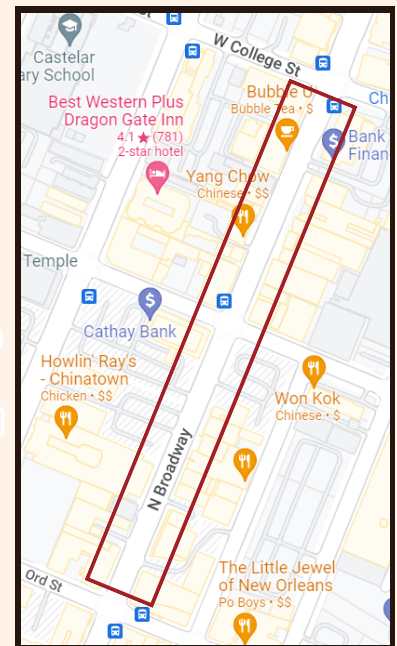 St
W College St
Castelar
ary School
Bubble U
Bubble Tea • $
Ch
Best Western Plus
Dragon Gate Inn
4.1 ★ (781)
2-star hotel
Bank
Finan
Yang Chow
Chinese • $$
Temple
Cathay Bank
Howlin' Ray's
- Chinatown
Chicken • $$
Won Kok
Chinese • $
N Broadway
Ord St
The Little Jewel
of New Orleans
Po Boys • $$